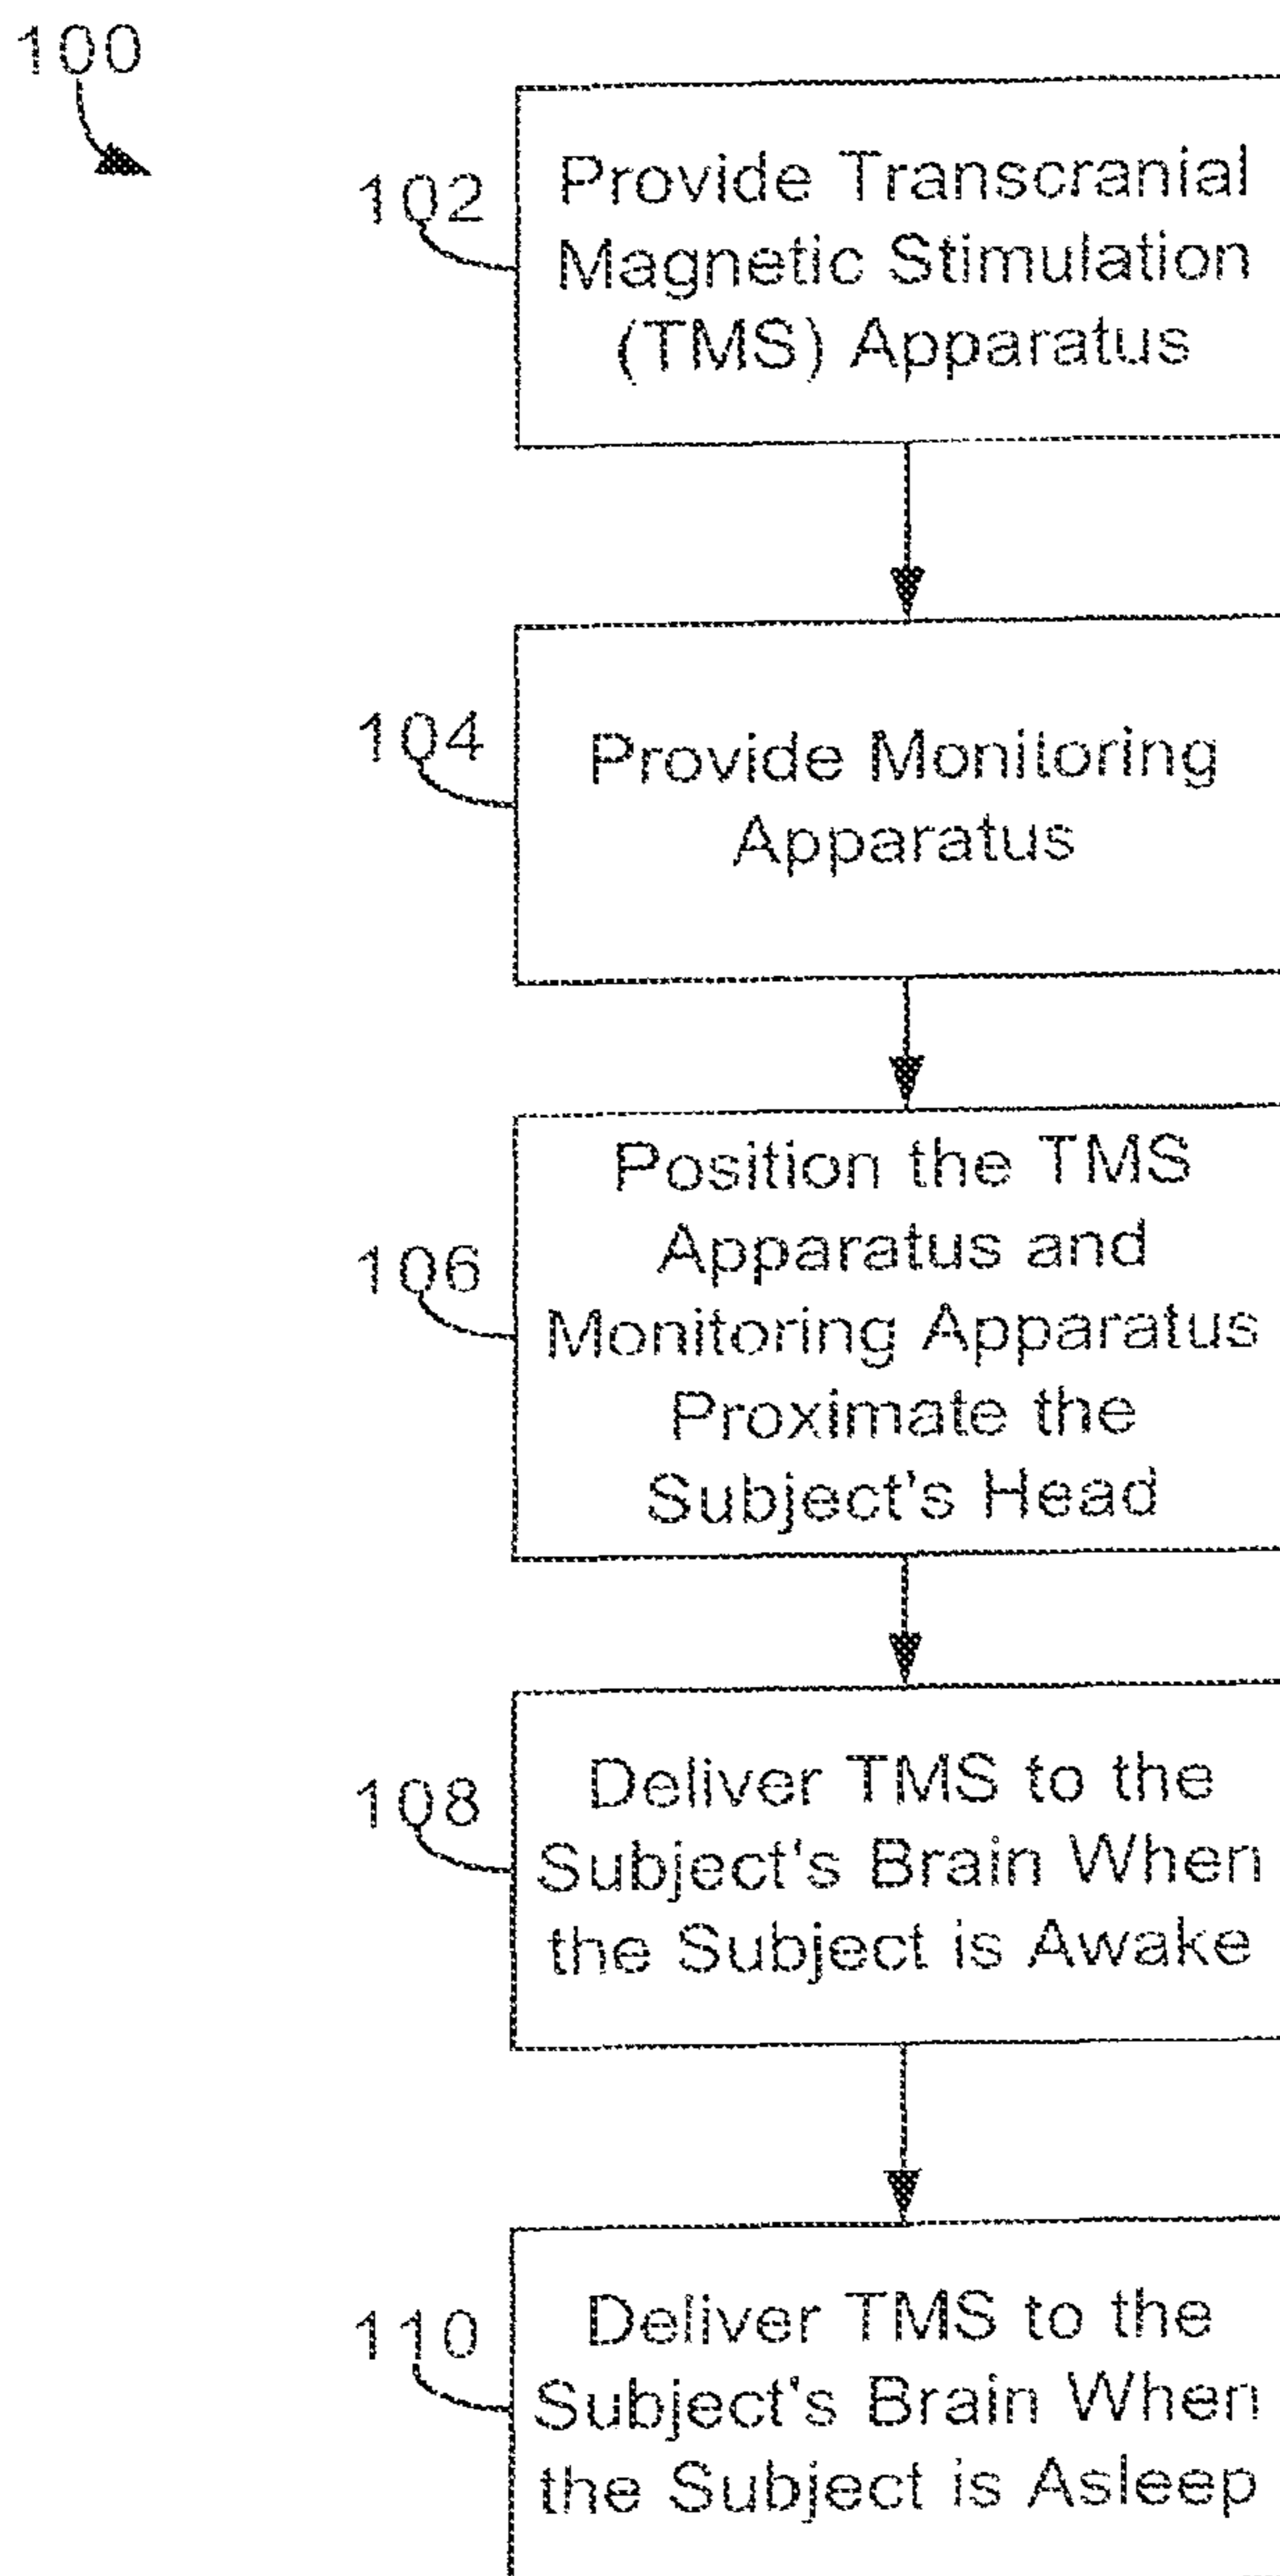 100
102
Provide Transcranial
Magnetic Stimulation
(TMS) Apparatus
104
Provide Monitoring
Apparatus
106
Position the TMS
Apparatus and
Monitoring Apparatus
Proximate the
Subject's Head
108
Deliver TMS to the
Subject's Brain When
the Subject is Awake
110
Deliver TMS to the
Subject's Brain When
the Subject is Asleep